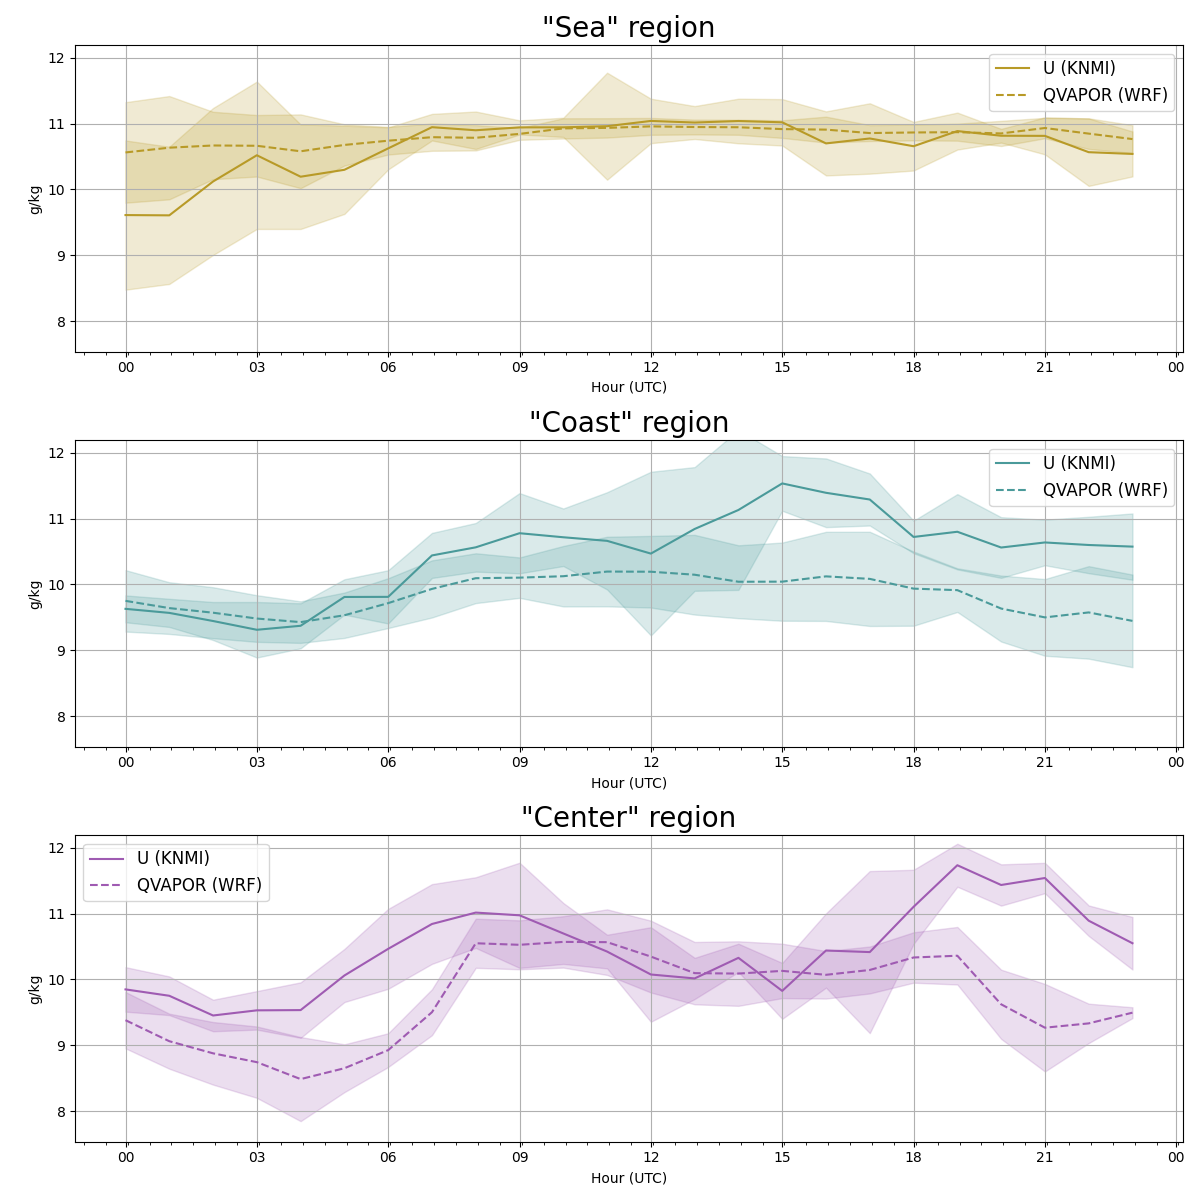 "Sea" region
12
11
10
9
8
g/kg
U (KNMI)
QVAPOR (WRF)
00 03 06 09 12 15 18 21 00
Hour (UTC)
"Coast" region
12
11
10
9
8
g/kg
U (KNMI)
QVAPOR (WRF)
00 03 06 09 12 15 18 21 00
Hour (UTC)
"Center" region
12
11
10
9
8
g/kg
U (KNMI)
QVAPOR (WRF)
00 03 06 09 12 15 18 21 00
Hour (UTC)